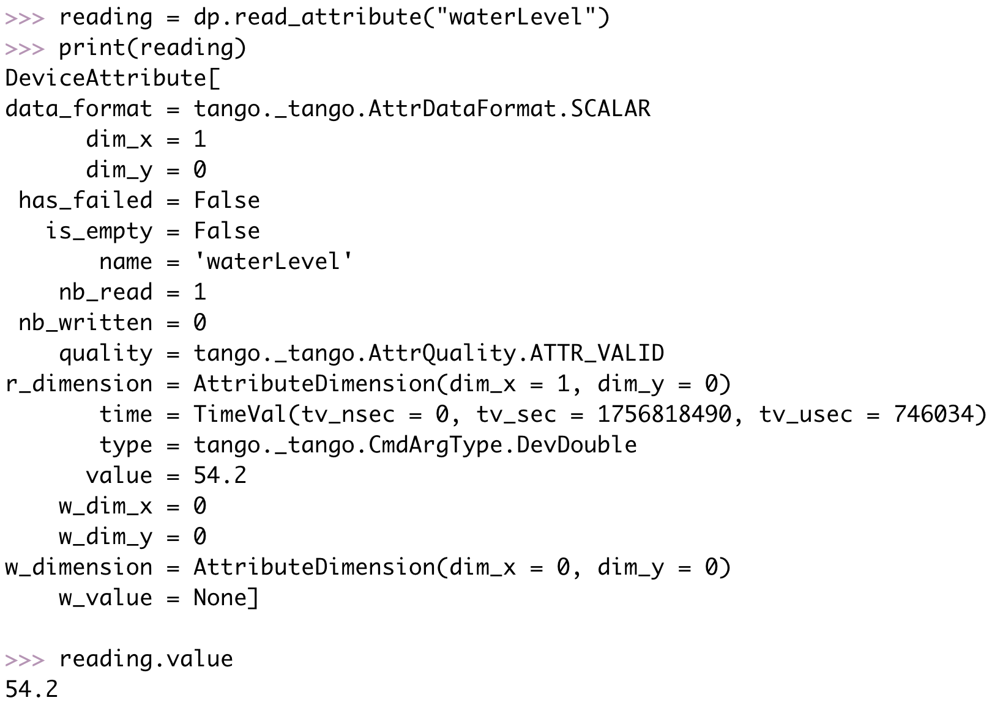 >>> reading = dp.read_attribute("waterLevel")
>>> print(reading)
DeviceAttribute[
data_format = tango._tango.AttrDataFormat.SCALAR
      dim_x = 1
      dim_y = 0
 has_failed = False
   is_empty = False
       name = 'waterLevel'
    nb_read = 1
 nb_written = 0
    quality = tango._tango.AttrQuality.ATTR_VALID
r_dimension = AttributeDimension(dim_x = 1, dim_y = 0)
       time = TimeVal(tv_nsec = 0, tv_sec = 1756818490, tv_usec = 746034)
       type = tango._tango.CmdArgType.DevDouble
      value = 54.2
    w_dim_x = 0
    w_dim_y = 0
w_dimension = AttributeDimension(dim_x = 0, dim_y = 0)
    w_value = None]

>>> reading.value
54.2